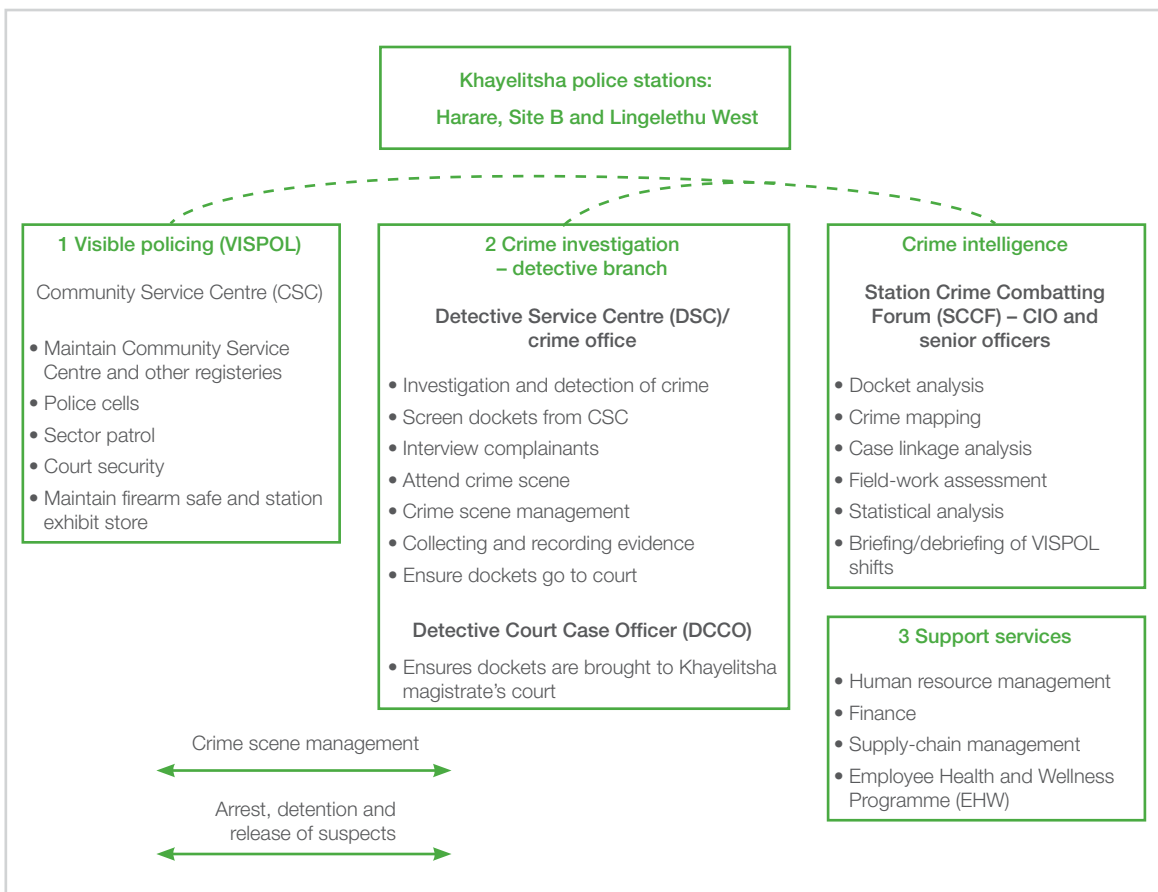 Khayelitsha police stations:
Harare, Site B and Lingelethu West
1 Visible policing (VISPOL)
Community Service Centre (CSC)
• Maintain Community Service
Centre and other registeries
• Police cells
• Sector patrol
• Court security
• Maintain firearm safe and station
exhibit store
2 Crime investigation
– detective branch
Detective Service Centre (DSC)/
crime office
• Investigation and detection of crime
• Screen dockets from CSC
• Interview complainants
• Attend crime scene
• Crime scene management
• Collecting and recording evidence
• Ensure dockets go to court
Detective Court Case Officer (DCCO)
• Ensures dockets are brought to Khayelitsha
magistrate's court
Crime intelligence
Station Crime Combatting
Forum (SCCF) – CIO and
senior officers
• Docket analysis
• Crime mapping
• Case linkage analysis
• Field-work assessment
• Statistical analysis
• Briefing/debriefing of VISPOL
shifts
3 Support services
• Human resource management
• Finance
• Supply-chain management
• Employee Health and Wellness
Programme (EHW)
Crime scene management
Arrest, detention and
release of suspects